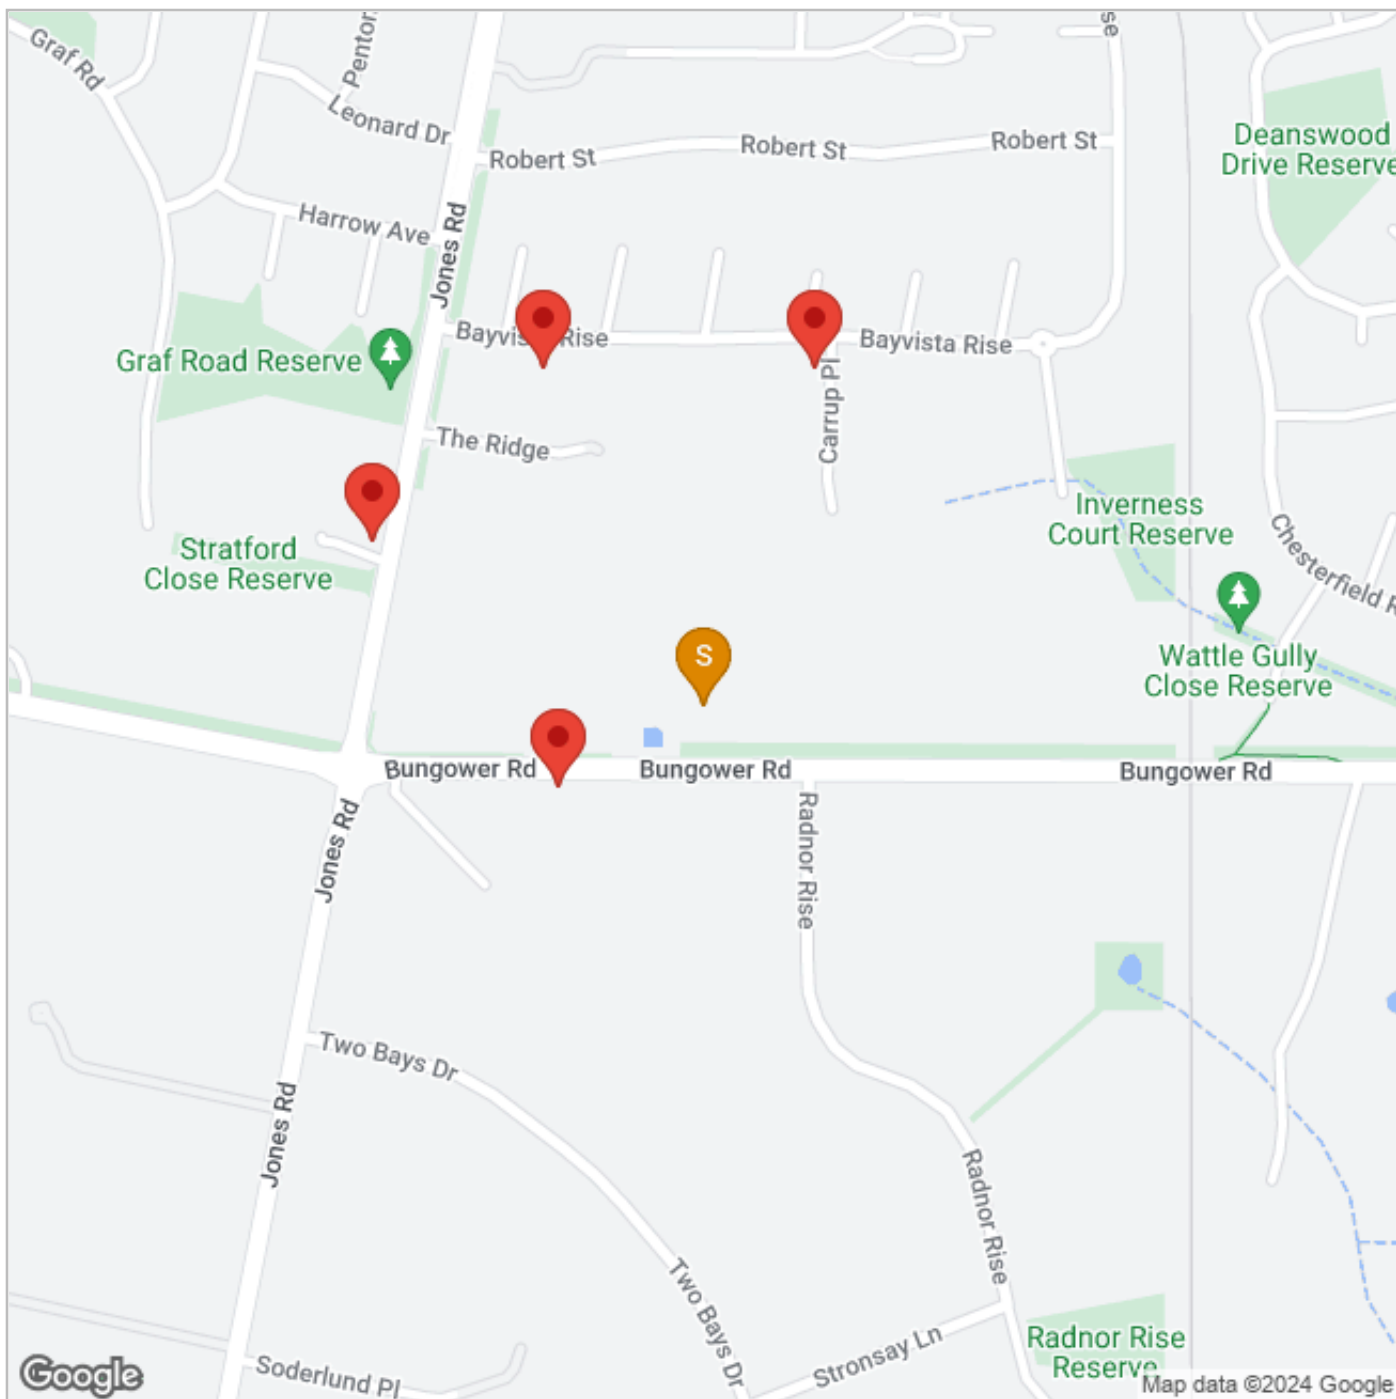 Graf Rd
Penton
Leonard Dr
Robert St
Robert St
Robert St
se
Deanswood
Drive Reserve
Harrow Ave
Jones Rd
Graf Road Reserve
Bayvista Rise
Bayvista Rise
Carrup Pl
The Ridge
Stratford
Close Reserve
Inverness
Court Reserve
Chesterfield R
S
Wattle Gully
Close Reserve
Bungower Rd
Bungower Rd
Bungower Rd
Jones Rd
Radnor Rise
Two Bays Dr
Jones Rd
Radnor Rise
Two Bays Dr
Stronsay Ln
Radnor Rise
Reserve
Soderlund Pl
Google
Map data ©2024 Google